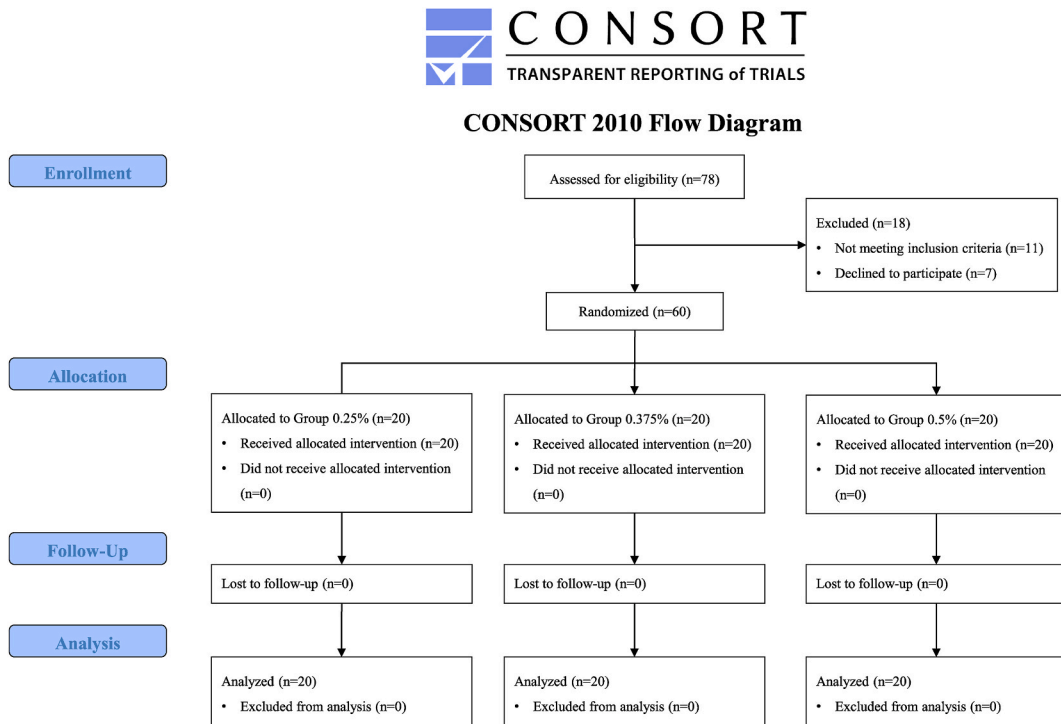 CONSORT
TRANSPARENT REPORTING of TRIALS
CONSORT 2010 Flow Diagram
Enrollment
Assessed for eligibility (n=78)
Excluded (n=18)
• Not meeting inclusion criteria (n=11)
• Declined to participate (n=7)
Randomized (n=60)
Allocation
Allocated to Group 0.25% (n=20)
• Received allocated intervention (n=20)
• Did not receive allocated intervention
(n=0)
Allocated to Group 0.375% (n=20)
• Received allocated intervention (n=20)
• Did not receive allocated intervention
(n=0)
Allocated to Group 0.5% (n=20)
• Received allocated intervention (n=20)
• Did not receive allocated intervention
(n=0)
Follow-Up
Lost to follow-up (n=0)
Lost to follow-up (n=0)
Lost to follow-up (n=0)
Analysis
Analyzed (n=20)
• Excluded from analysis (n=0)
Analyzed (n=20)
• Excluded from analysis (n=0)
Analyzed (n=20)
• Excluded from analysis (n=0)